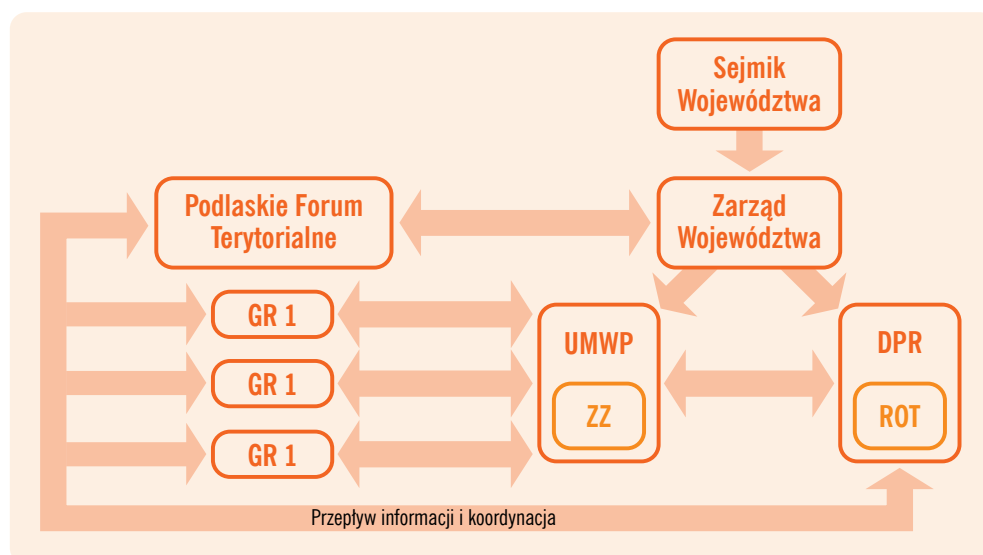 Sejmik
Województwa
Podlaskie Forum
Terytorialne
Zarząd
Województwa
GR 1
GR 1
GR 1
UMWP
ZZ
DPR
ROT
Przepływ informacji i koordynacja